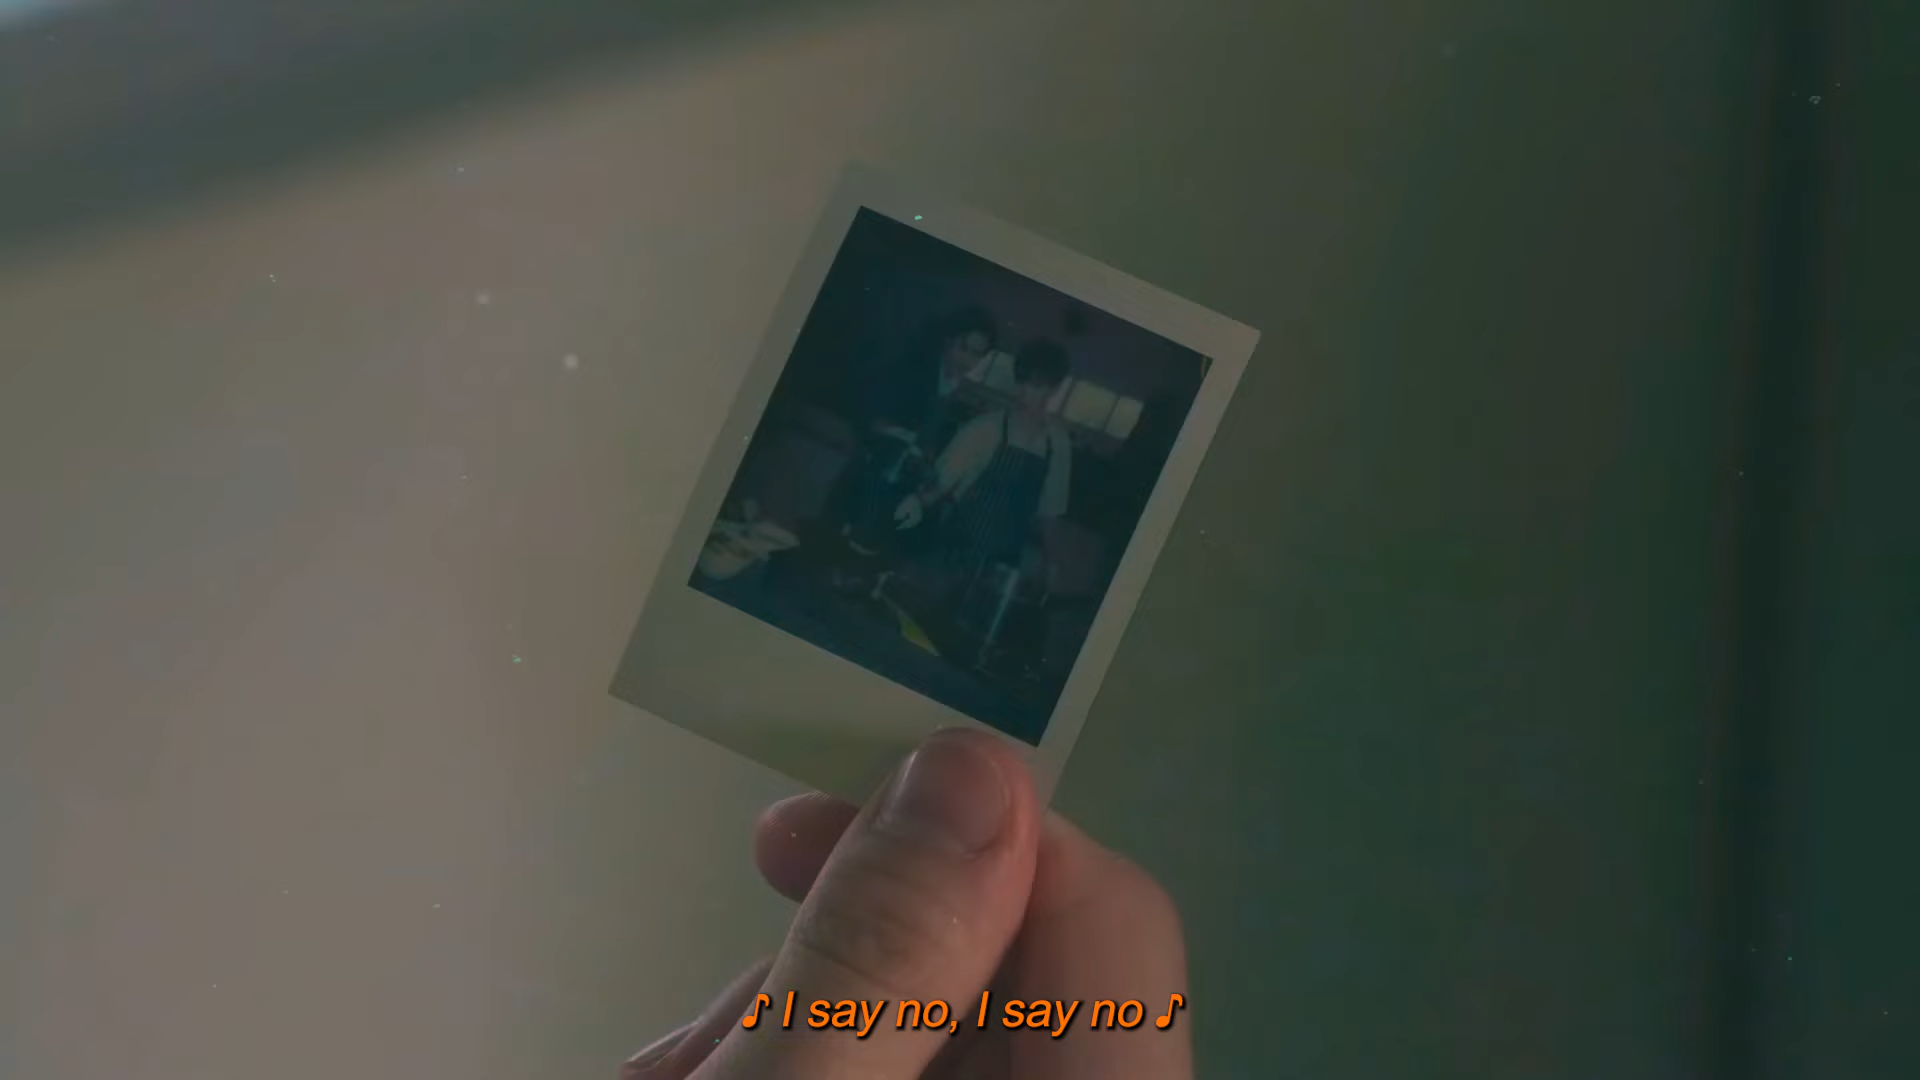 ♪ I say no, I say no ♪